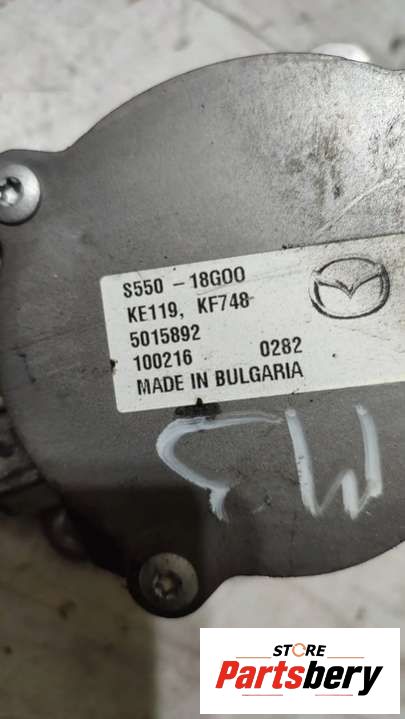 S550 -18G00
KE119, KF748
5015892
100216 0282
MADE IN BULGARIA
STORE
Partsbery